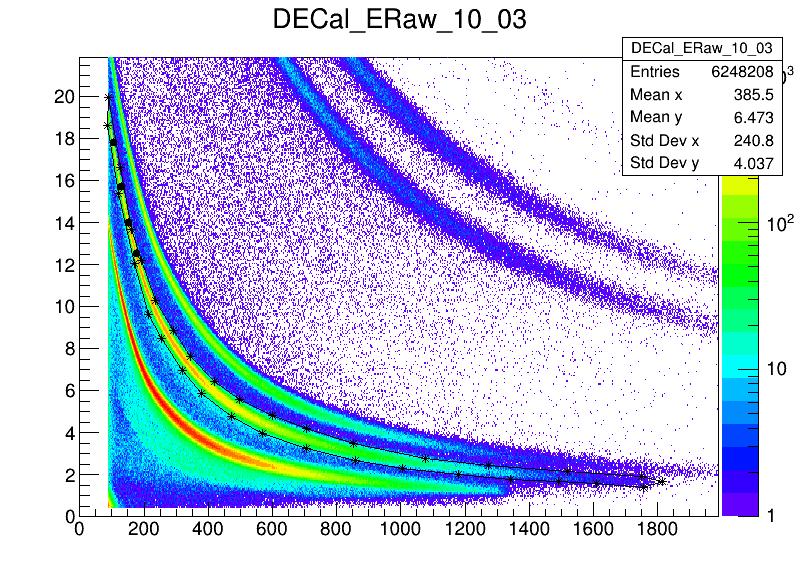 DECal_ERaw_10_03
DECal_ERaw_10_03
Entries 6248208
Mean x 385.5
Mean y 6.473
Std Dev x 240.8
Std Dev y 4.037
20
18
16
14
12
10
8
6
4
2
0
0 200 400 600 800 1000 1200 1400 1600 1800
10²
10
1